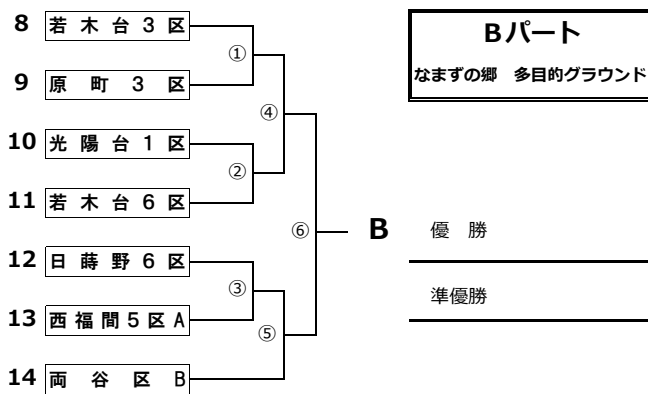 8 若木台3区
①
9 原町3区
④
10 光陽台1区
②
11 若木台6区
⑥
12 日蒔野6区
③
13 西福間5区A
⑤
14 両谷区B
Bパート
なまずの郷 多目的グラウンド
B 優勝
準優勝